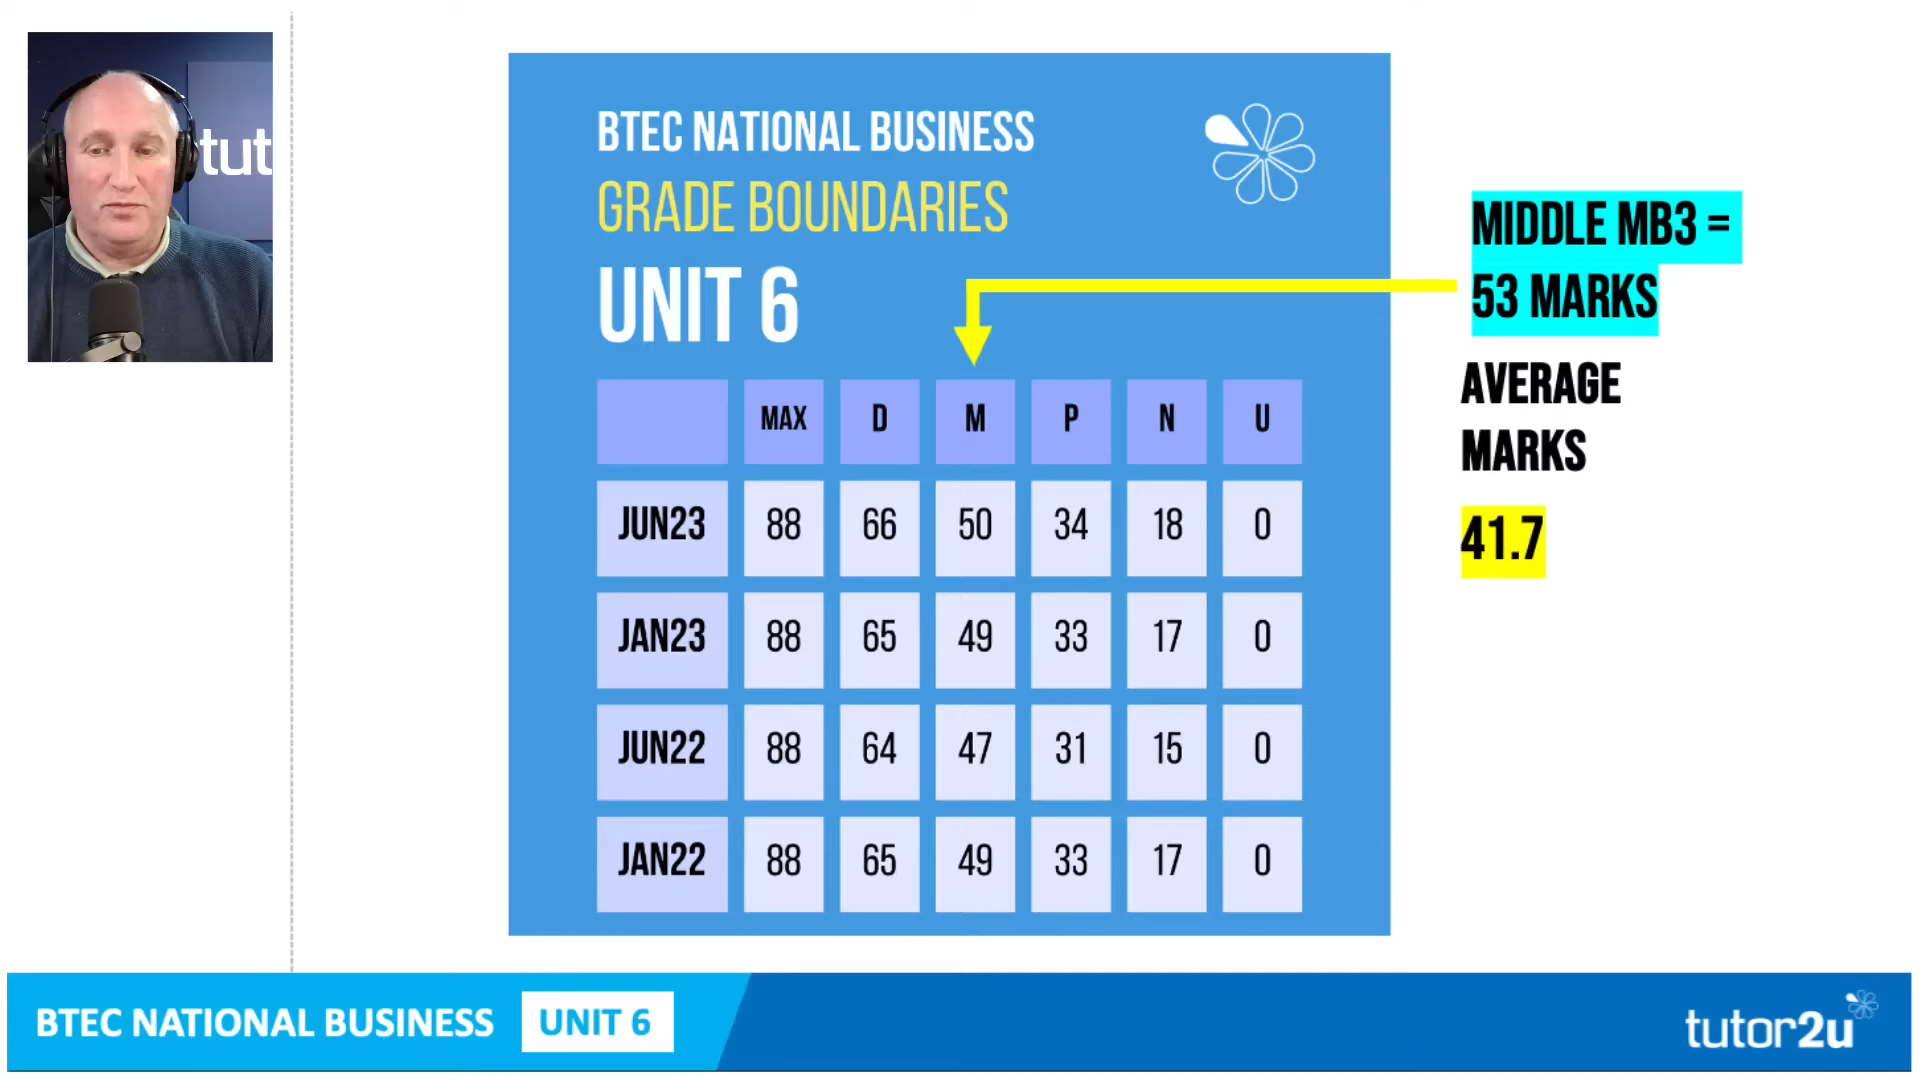 tut
BTEC NATIONAL BUSINESS
GRADE BOUNDARIES
UNIT 6
MAX D M P N U
JUN23 88 66 50 34 18 0
JAN23 88 65 49 33 17 0
JUN22 88 64 47 31 15 0
JAN22 88 65 49 33 17 0
MIDDLE MB3 =
53 MARKS
AVERAGE
MARKS
41.7
BTEC NATIONAL BUSINESS UNIT 6
tutor2u